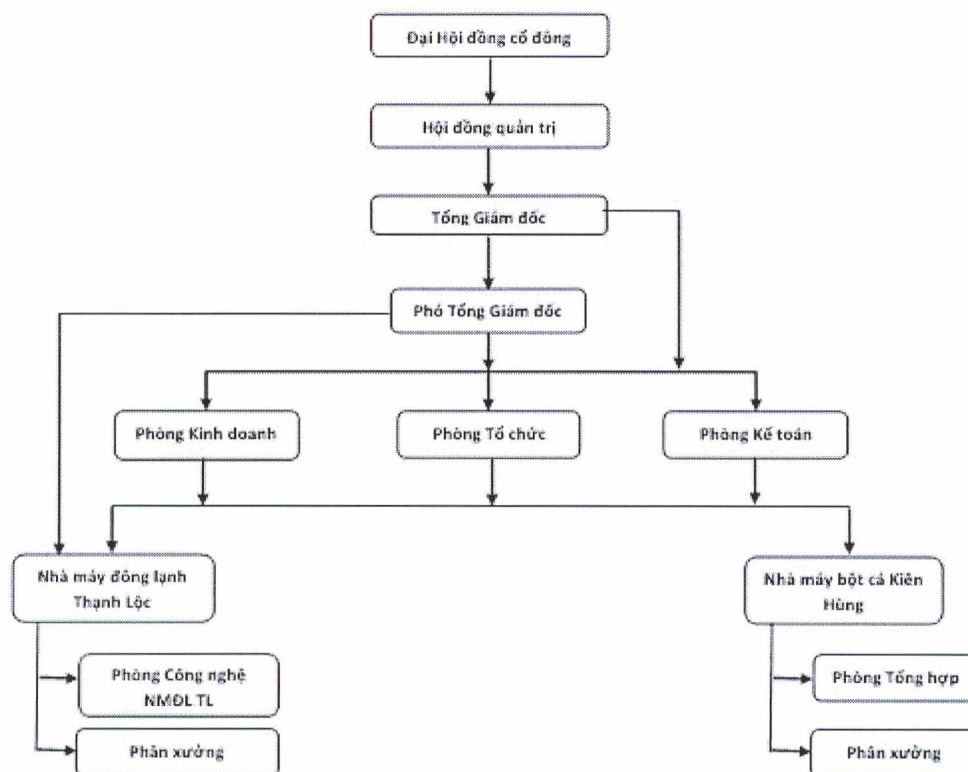 Đại Hội đồng cổ đông
Hội đồng quản trị
Tổng Giám đốc
Phó Tổng Giám đốc
Phòng Kinh doanh
Phòng Tổ chức
Phòng Kế toán
Nhà máy đông lạnh
Thạnh Lộc
Nhà máy bột cá Kiên
Hùng
Phòng Công nghệ
NMĐL TL
Phân xưởng
Phòng Tổng hợp
Phân xưởng